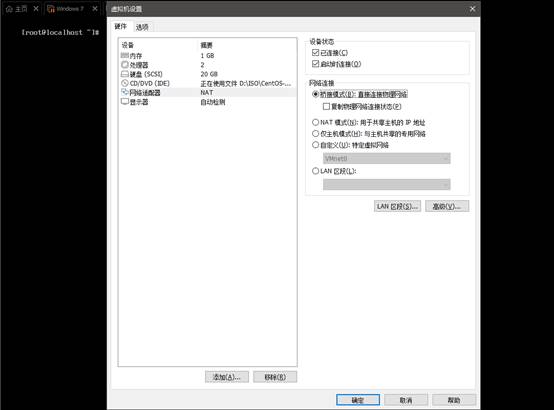 主页
Windows 7
[root@localhost ~]#
虚拟机设置
硬件 选项
设备 摘要
内存 1 GB
处理器 2
硬盘 (SCSI) 20 GB
CD/DVD (IDE) 正在使用文件 D:\ISO\CentOS-...
网络适配器 NAT
显示器 自动检测
添加(A)... 移除(R)
设备状态
已连接(C)
启动时连接(O)
网络连接
桥接模式(B): 直接连接物理网络
复制物理网络连接状态(P)
NAT 模式(N): 用于共享主机的 IP 地址
仅主机模式(H): 与主机共享的专用网络
自定义(U): 特定虚拟网络
VMnet0
LAN 区段(L):
LAN 区段(S)... 高级(V)...
确定 取消 帮助